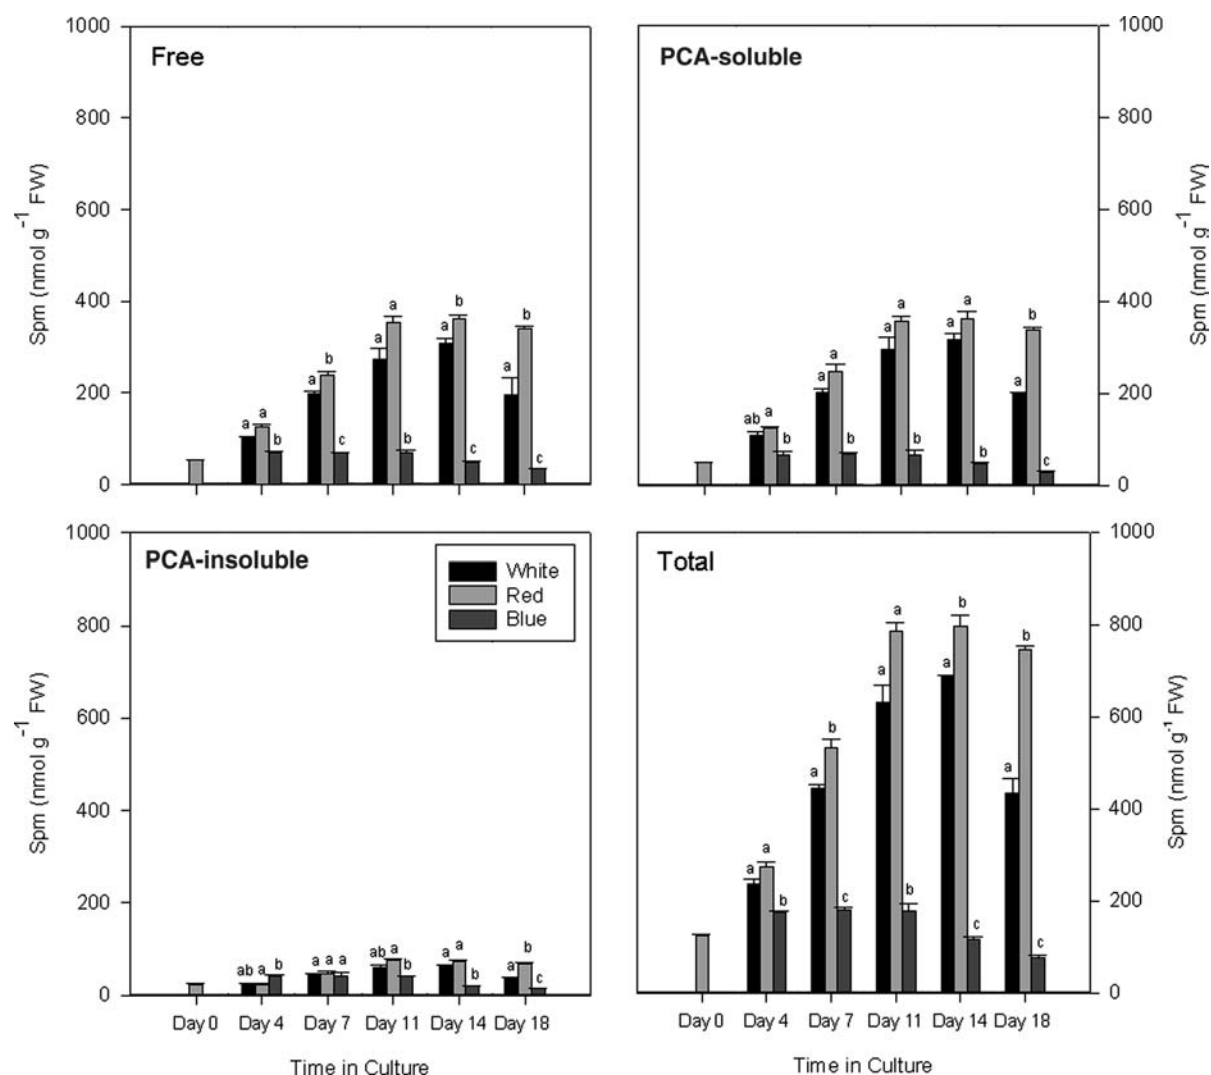 1000
800
600
400
200
0
Spm (nmol g⁻¹ FW)
Free
a a b
a b c
a a b
a b c
a b c
PCA-soluble
ab a b
a a b
a a b
a a b
a b c
1000
800
600
400
200
0
Spm (nmol g⁻¹ FW)
1000
800
600
400
200
0
Spm (nmol g⁻¹ FW)
PCA-insoluble
White
Red
Blue
ab a b
a a a
ab a b
a a b
a b c
Day 0 Day 4 Day 7 Day 11 Day 14 Day 18
Time in Culture
Total
a a b
a b c
a a b
a b c
a b c
1000
800
600
400
200
0
Spm (nmol g⁻¹ FW)
Day 0 Day 4 Day 7 Day 11 Day 14 Day 18
Time in Culture